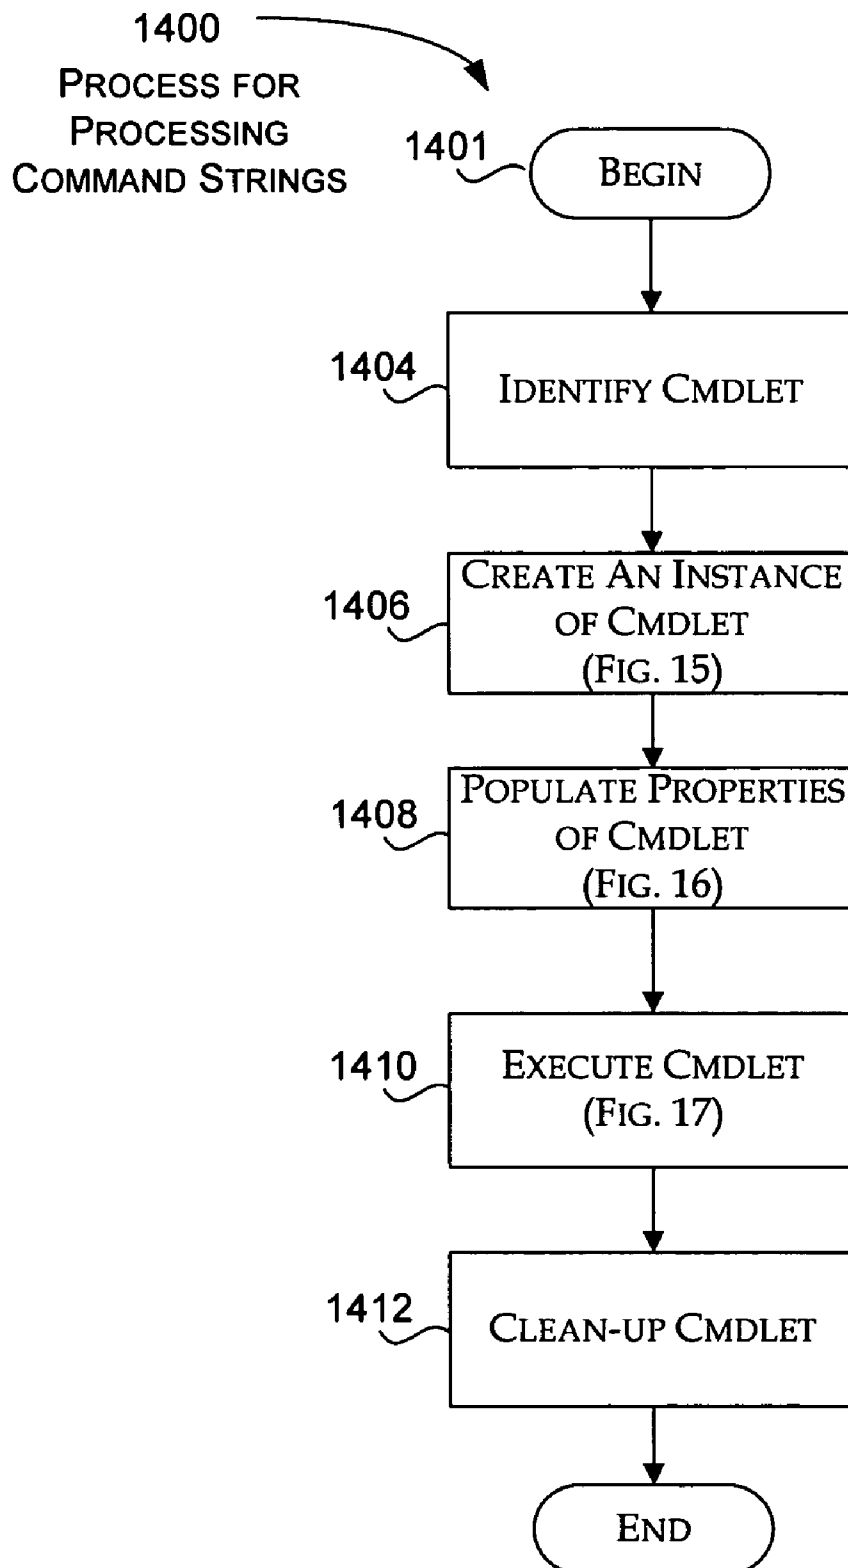 1400
PROCESS FOR
PROCESSING
COMMAND STRINGS
1401
BEGIN
1404
IDENTIFY CMDLET
1406
CREATE AN INSTANCE
OF CMDLET
(FIG. 15)
1408
POPULATE PROPERTIES
OF CMDLET
(FIG. 16)
1410
EXECUTE CMDLET
(FIG. 17)
1412
CLEAN-UP CMDLET
END